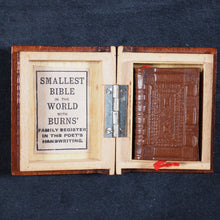 SMALLEST
BIBLE
IN THE
WORLD
WITH
BURNS'
FAMILY REGISTER
IN THE POET'S
HANDWRITING.